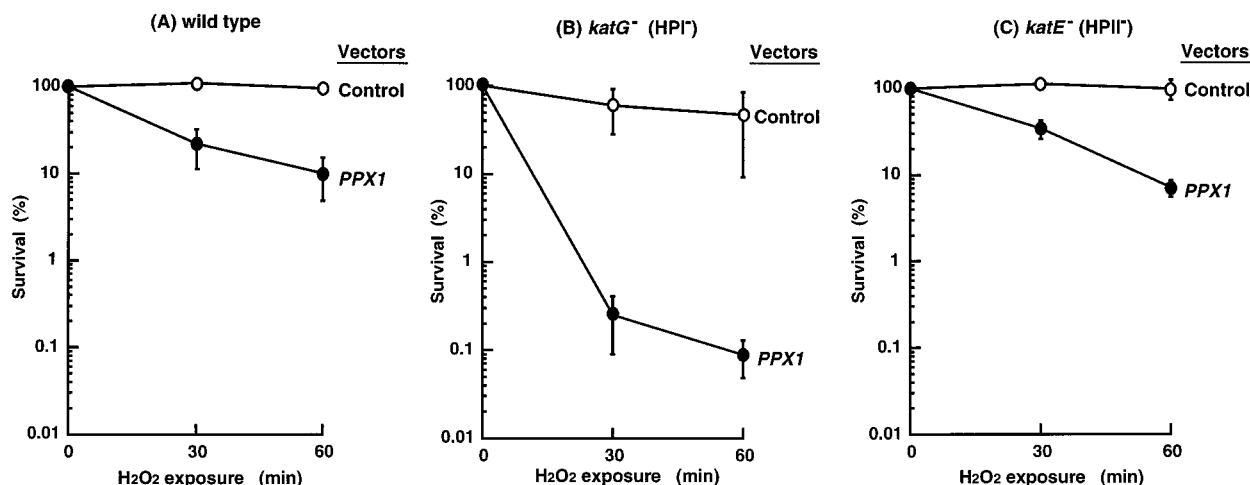 (A) wild type
Vectors
100
10
1
0.1
0.01
Survival (%)
Control
PPX1
0 30 60
H2O2 exposure (min)
(B) katG- (HPI-)
Vectors
100
10
1
0.1
0.01
Survival (%)
Control
PPX1
0 30 60
H2O2 exposure (min)
(C) katE- (HPII-)
Vectors
100
10
1
0.1
0.01
Survival (%)
Control
PPX1
0 30 60
H2O2 exposure (min)